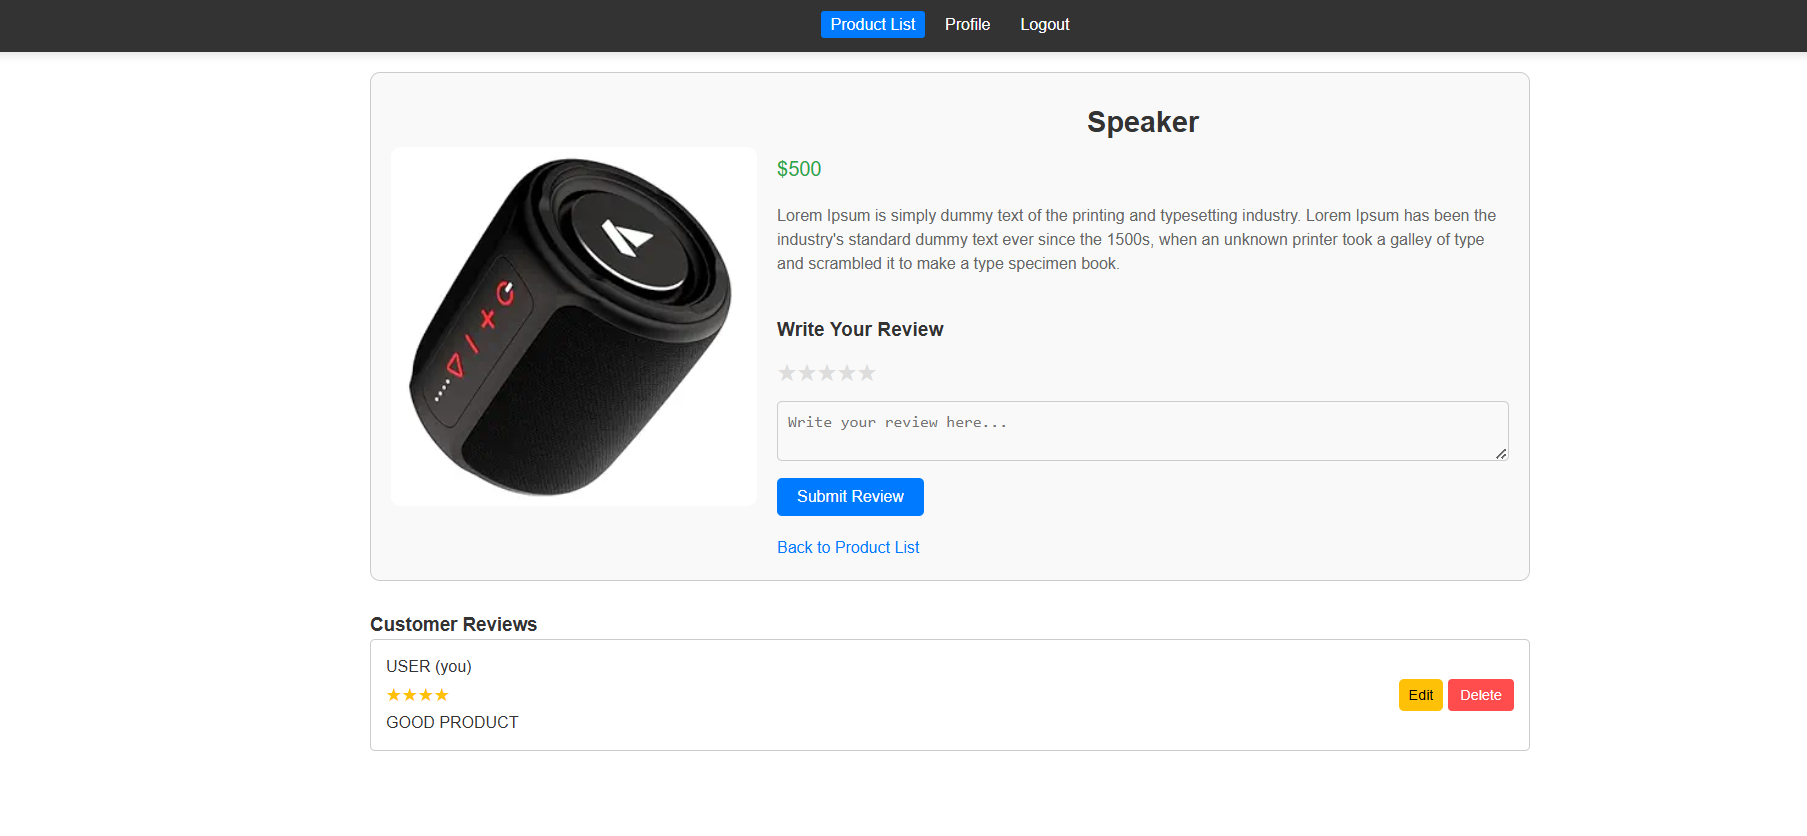 Product List Profile Logout
Speaker
$500
Lorem Ipsum is simply dummy text of the printing and typesetting industry. Lorem Ipsum has been the
industry's standard dummy text ever since the 1500s, when an unknown printer took a galley of type
and scrambled it to make a type specimen book.
Write Your Review
★★★★★
Write your review here...
Submit Review
Back to Product List
Customer Reviews
USER (you)
★★★★
GOOD PRODUCT
Edit Delete